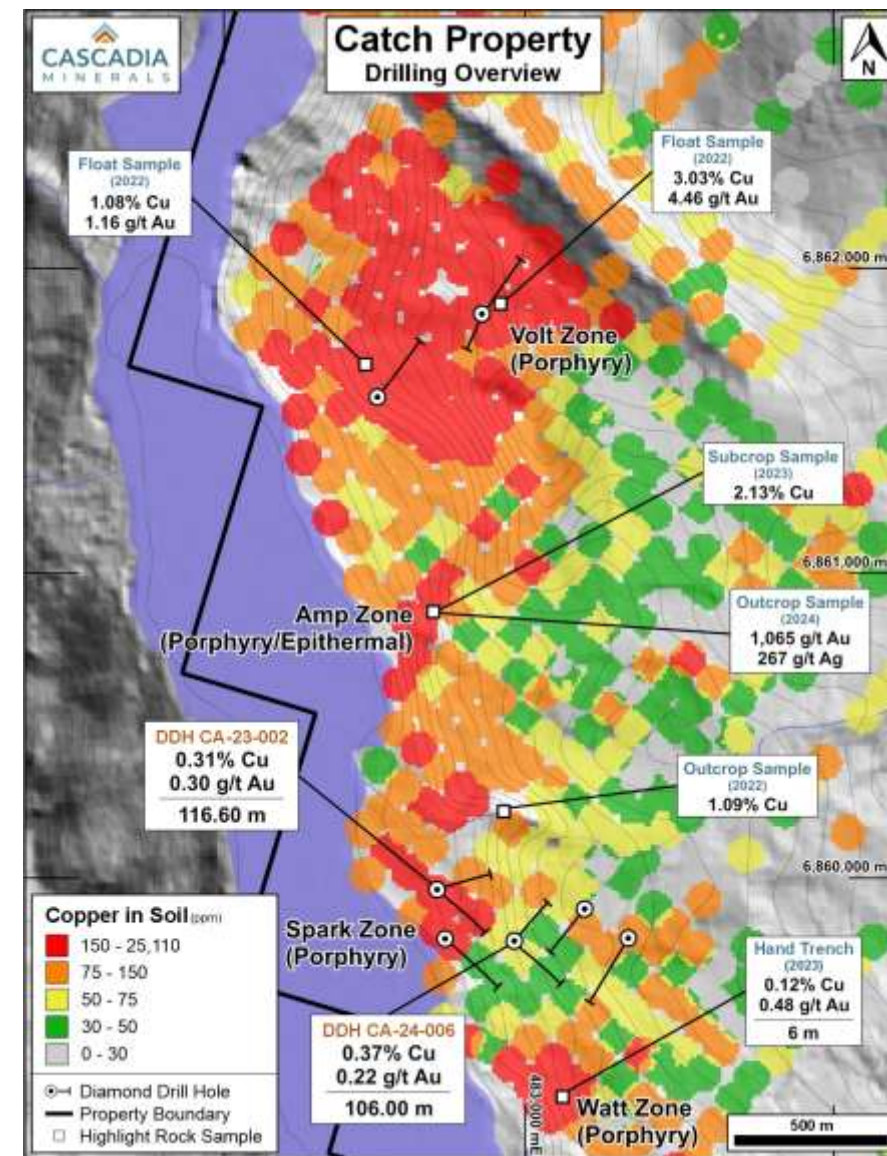 CASCADIA
MINERALS
Catch Property
Drilling Overview
N
Float Sample
(2022)
1.08% Cu
1.16 g/t Au
Float Sample
(2022)
3.03% Cu
4.46 g/t Au
6,862,000 m
Volt Zone
(Porphyry)
Subcrop Sample
(2023)
2.13% Cu
6,861,000 m
Amp Zone
(Porphyry/Epithermal)
Outcrop Sample
(2024)
1,065 g/t Au
267 g/t Ag
DDH CA-23-002
0.31% Cu
0.30 g/t Au
116.60 m
Outcrop Sample
(2022)
1.09% Cu
6,860,000 m
Spark Zone
(Porphyry)
Hand Trench
(2023)
0.12% Cu
0.48 g/t Au
6 m
DDH CA-24-006
0.37% Cu
0.22 g/t Au
106.00 m
Watt Zone
(Porphyry)
483,000 mE
500 m
Copper in Soil (ppm)
150 - 25,110
75 - 150
50 - 75
30 - 50
0 - 30
Diamond Drill Hole
Property Boundary
Highlight Rock Sample